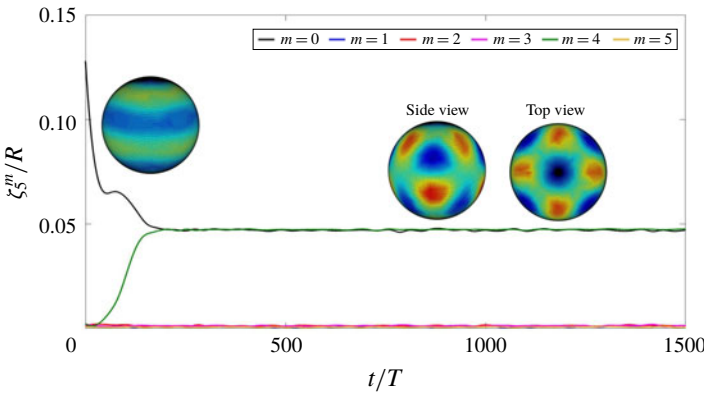 0.15
m = 0 m = 1 m = 2 m = 3 m = 4 m = 5
Side view Top view
0.10
ζ₅ᵐ/R
0.05
0 500 1000 1500
t/T